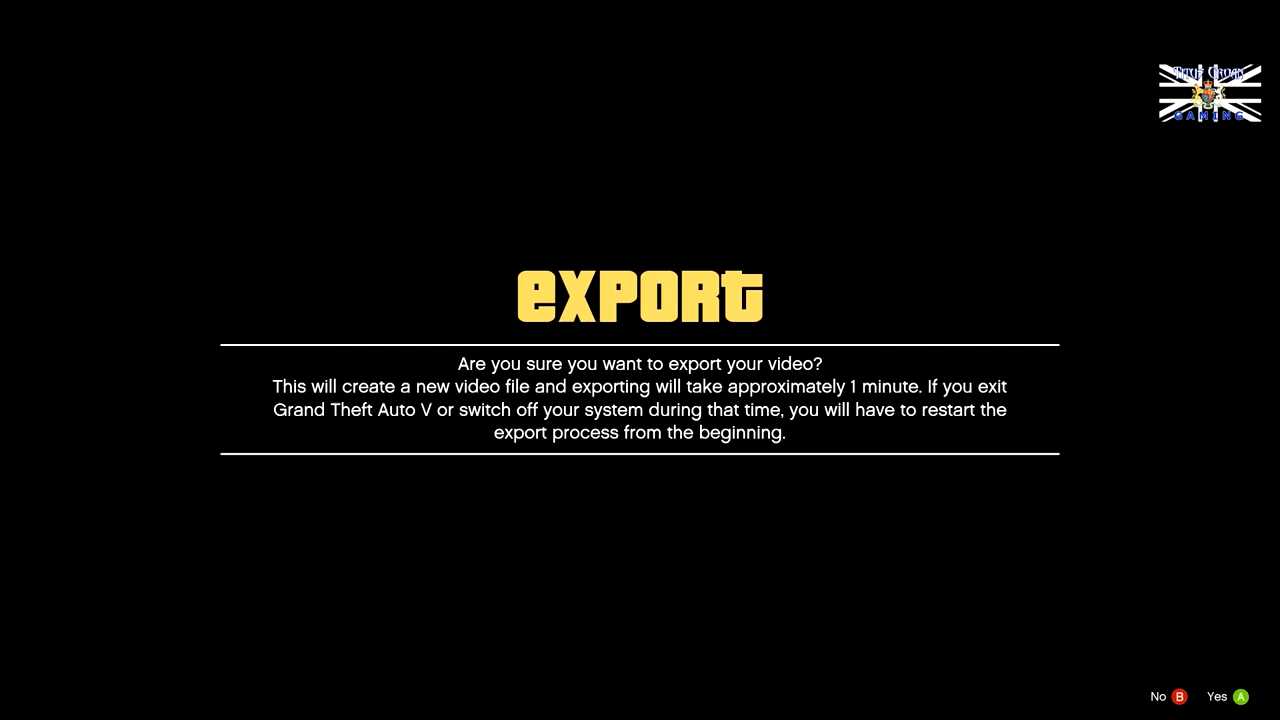 GAMING
export
Are you sure you want to export your video?
This will create a new video file and exporting will take approximately 1 minute. If you exit
Grand Theft Auto V or switch off your system during that time, you will have to restart the
export process from the beginning.
No B Yes A